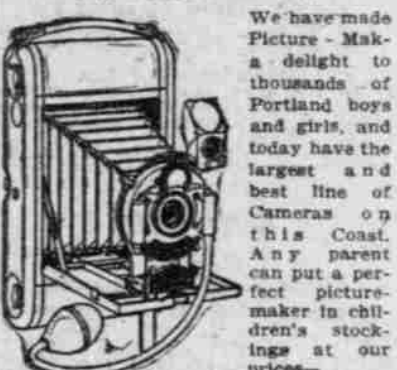 We have made
Picture - Mak-
a delight to
thousands of
Portland boys
and girls, and
today have the
largest and
best line of
Cameras on
this Coast.
Any parent
can put a per-
fect picture-
maker in chil-
dren's stock-
ings at our
prices—